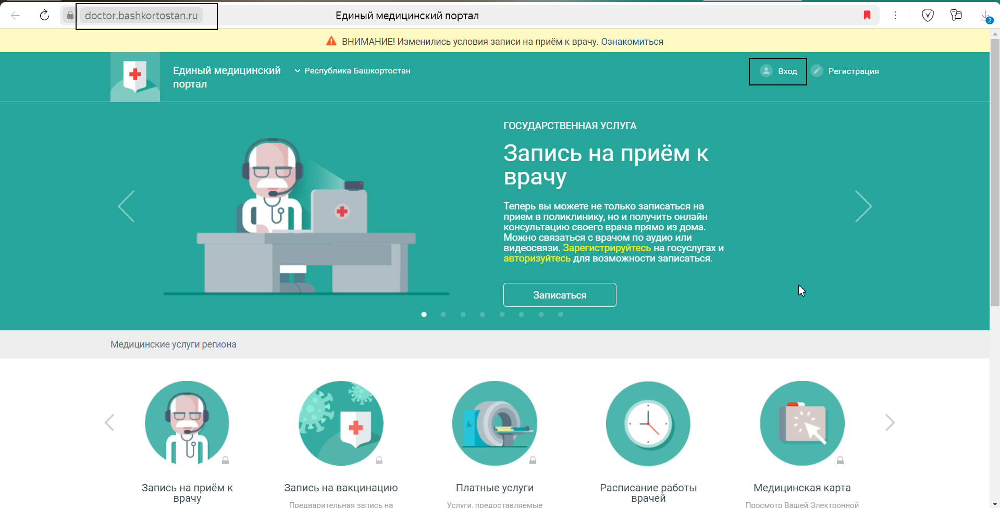 doctor.bashkortostan.ru
Единый медицинский портал
2
ВНИМАНИЕ! Изменились условия записи на приём к врачу. Ознакомиться
Единый медицинский
портал
Республика Башкортостан
Вход
Регистрация
ГОСУДАРСТВЕННАЯ УСЛУГА
Запись на приём к
врачу
Теперь вы можете не только записаться на
прием в поликлинику, но и получить онлайн
консультацию своего врача прямо из дома.
Можно связаться с врачом по аудио или
видеосвязи. Зарегистрируйтесь на госуслугах и
авторизуйтесь для возможности записаться.
Записаться
Медицинские услуги региона
Запись на приём к
врачу
Запись на вакцинацию
Предварительная запись на
Платные услуги
Услуги, предоставляемые
Расписание работы
врачей
Медицинская карта
Просмотр Вашей Электронной